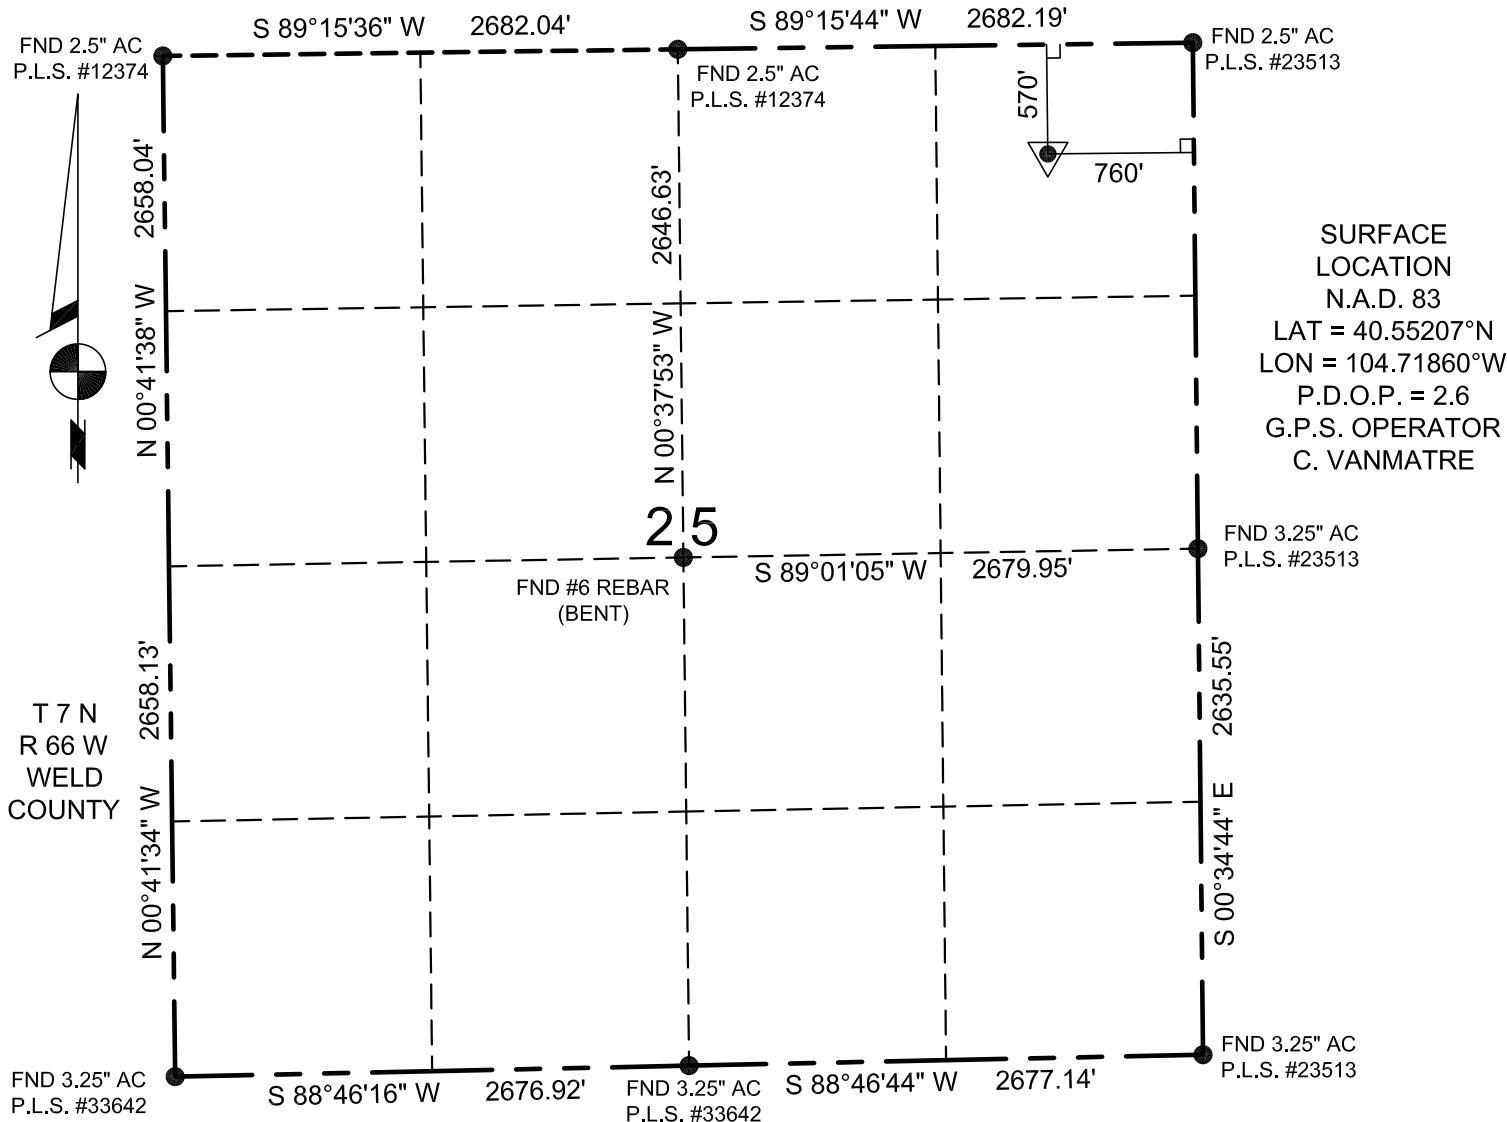 S 89°15'36" W 2682.04'
S 89°15'44" W 2682.19'
FND 2.5" AC
P.L.S. #12374
FND 2.5" AC
P.L.S. #12374
FND 2.5" AC
P.L.S. #23513
570'
760'
N 00°41'38" W 2658.04'
N 00°37'53" W 2646.63'
SURFACE
LOCATION
N.A.D. 83
LAT = 40.55207°N
LON = 104.71860°W
P.D.O.P. = 2.6
G.P.S. OPERATOR
C. VANMATRE
25
FND #6 REBAR
(BENT)
S 89°01'05" W 2679.95'
FND 3.25" AC
P.L.S. #23513
T 7 N
R 66 W
WELD
COUNTY
N 00°41'34" W 2658.13'
S 00°34'44" E 2635.55'
FND 3.25" AC
P.L.S. #33642
S 88°46'16" W 2676.92'
FND 3.25" AC
P.L.S. #33642
S 88°46'44" W 2677.14'
FND 3.25" AC
P.L.S. #23513